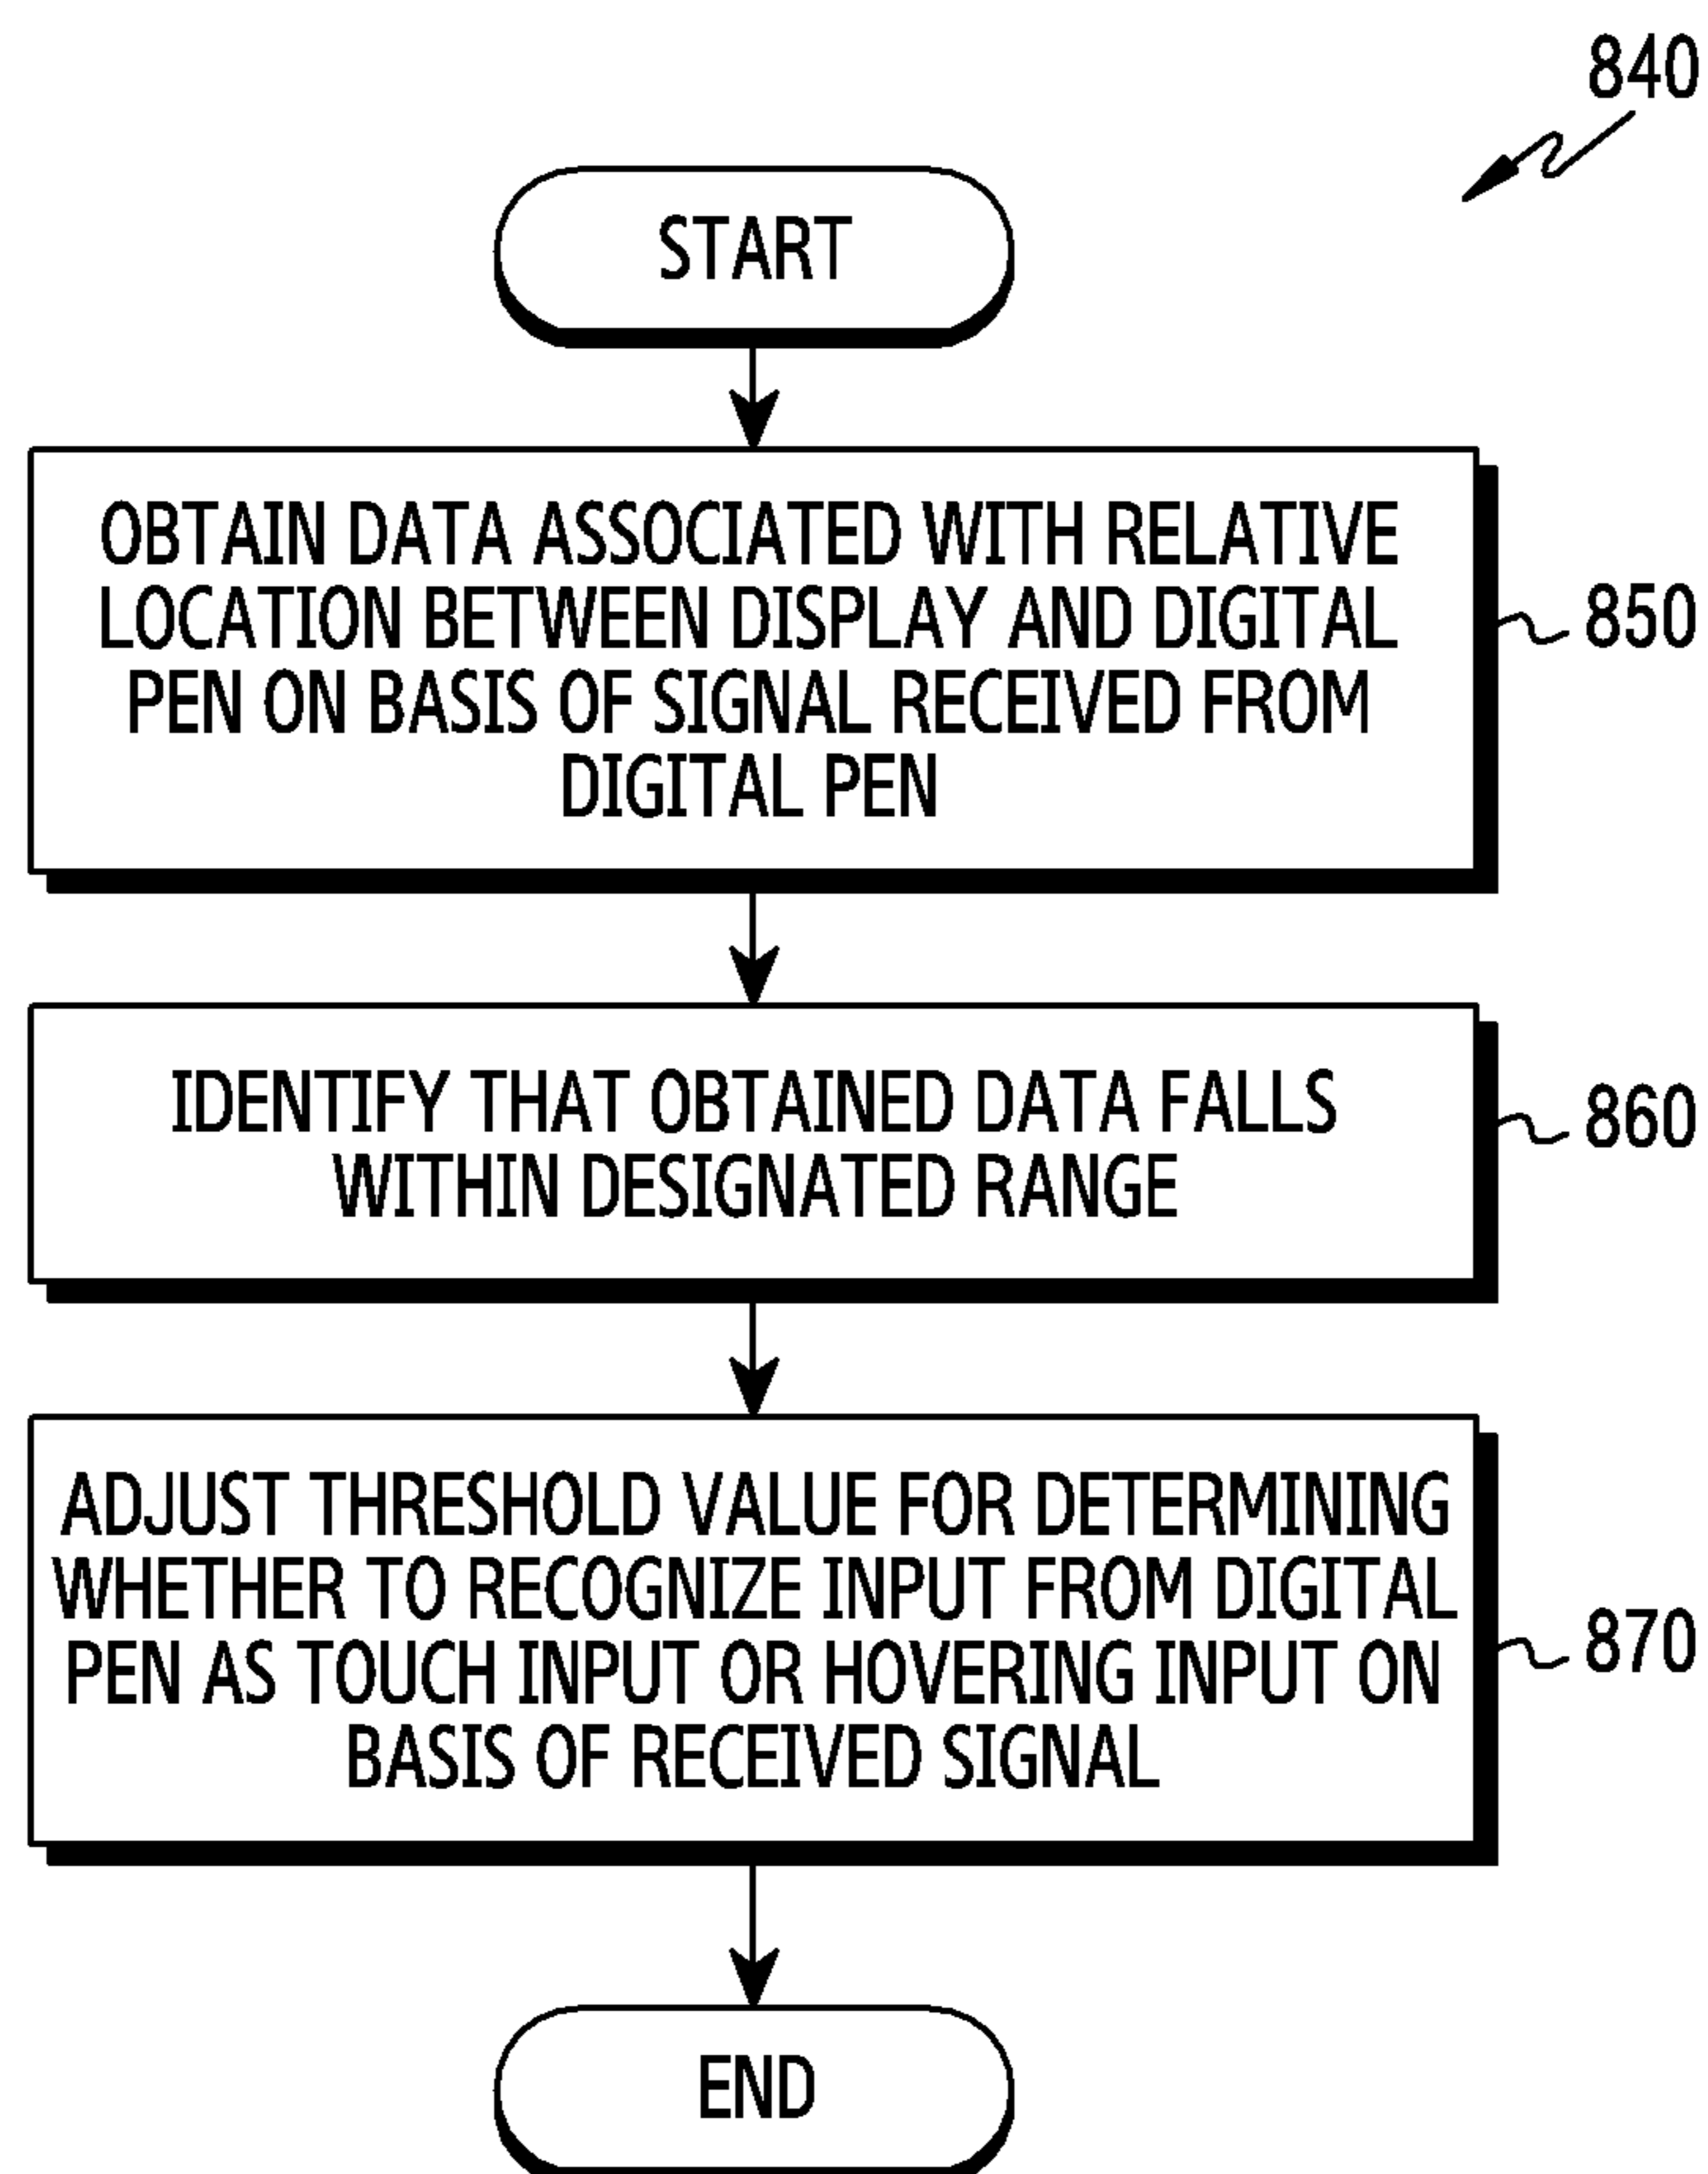 840
START
OBTAIN DATA ASSOCIATED WITH RELATIVE
LOCATION BETWEEN DISPLAY AND DIGITAL
PEN ON BASIS OF SIGNAL RECEIVED FROM
DIGITAL PEN
850
IDENTIFY THAT OBTAINED DATA FALLS
WITHIN DESIGNATED RANGE
860
ADJUST THRESHOLD VALUE FOR DETERMINING
WHETHER TO RECOGNIZE INPUT FROM DIGITAL
PEN AS TOUCH INPUT OR HOVERING INPUT ON
BASIS OF RECEIVED SIGNAL
870
END